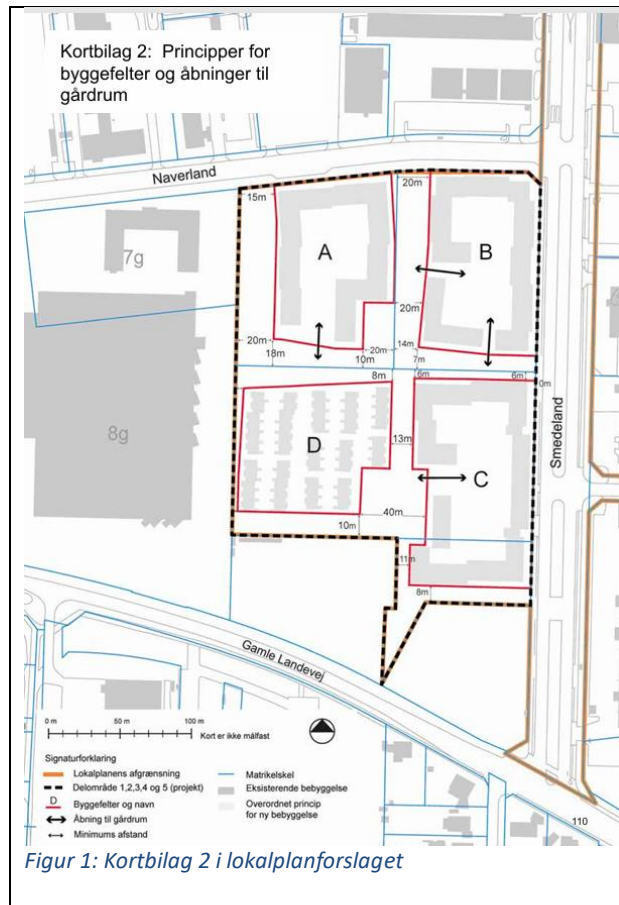 Kortbilag 2: Principper for
byggefelter og åbninger til
gårdrum
Naverland
15m
20m
A
B
7g
20m
20m
18m
10m
20m
14m
7m
8m
6m
6m
0m
8g
D
13m
C
Smedeland
10m
40m
11m
8m
Gamle Landevej
0 m 50 m 100 m
Kort er ikke målfast
Signaturforklaring
Lokalplanens afgrænsning
Delområde 1,2,3,4 og 5 (projekt)
D Byggefelter og navn
Åbning til gårdrum
Minimums afstand
Matrikelskel
Eksisterende bebyggelse
Overordnet princip
for ny bebyggelse
110
Figur 1: Kortbilag 2 i lokalplanforslaget